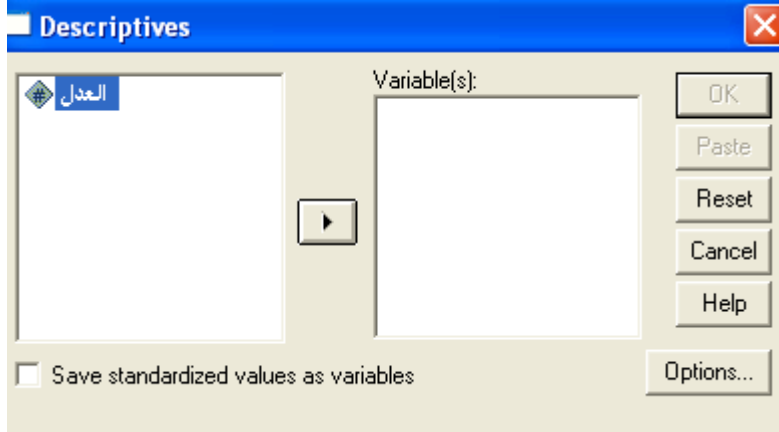 Descriptives
العدل
Variable(s):
OK
Paste
Reset
Cancel
Help
Save standardized values as variables
Options...